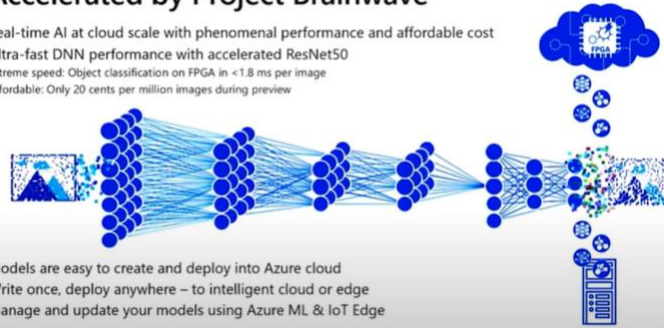 Accelerated by Project Brainwave
eal-time AI at cloud scale with phenomenal performance and affordable cost
ltra-fast DNN performance with accelerated ResNet50
treme speed: Object classification on FPGA in <1.8 ms per image
fordable: Only 20 cents per million images during preview
FPGA
odels are easy to create and deploy into Azure cloud
rite once, deploy anywhere – to intelligent cloud or edge
anage and update your models using Azure ML & IoT Edge